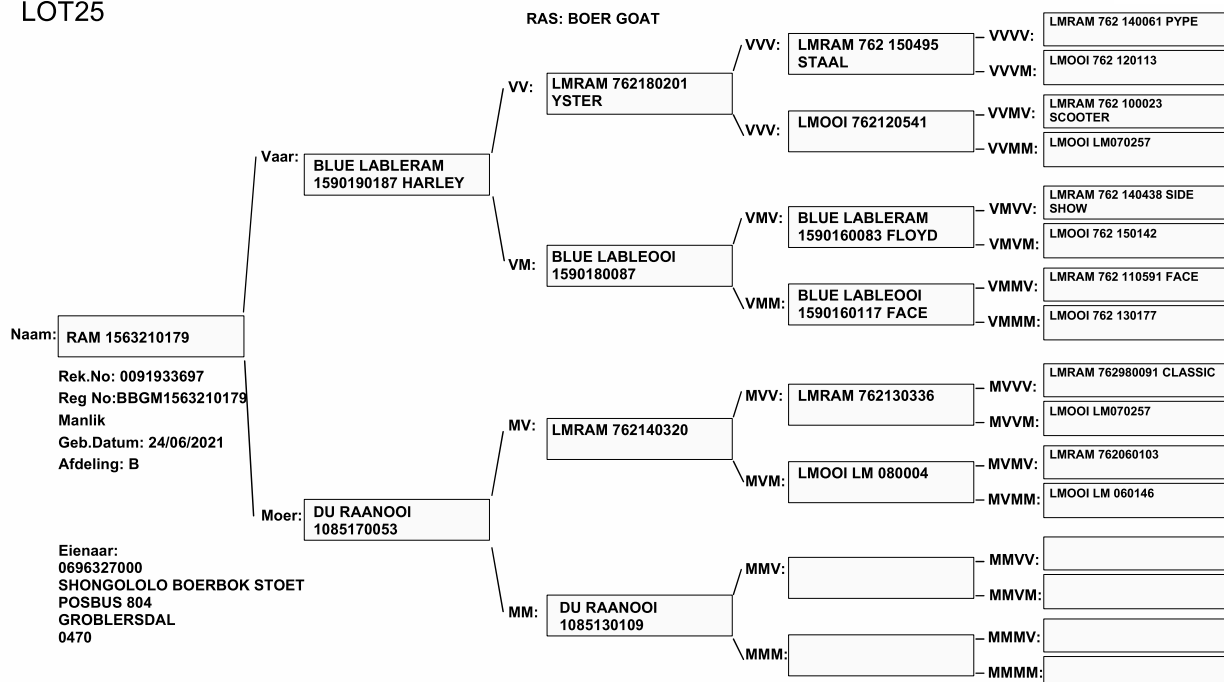 LOT25
RAS: BOER GOAT
Naam:
RAM 1563210179
Rek.No: 0091933697
Reg No:BBGM1563210179
Manlik
Geb.Datum: 24/06/2021
Afdeling: B
Eienaar:
0696327000
SHONGOLOLO BOERBOK STOET
POSBUS 804
GROBLERSDAL
0470
Vaar:
BLUE LABLERAM
1590190187 HARLEY
Moer:
DU RAANOOI
1085170053
VV:
LMRAM 762180201
YSTER
VM:
BLUE LABLEOOI
1590180087
MV:
LMRAM 762140320
MM:
DU RAANOOI
1085130109
VVV:
LMRAM 762 150495
STAAL
VVV:
LMOOI 762120541
VMV:
BLUE LABLERAM
1590160083 FLOYD
VMM:
BLUE LABLEOOI
1590160117 FACE
MVV:
LMRAM 762130336
MVM:
LMOOI LM 080004
MMV:
MMM:
VVVV:
LMRAM 762 140061 PYPE
VVVM:
LMOOI 762 120113
VVMV:
LMRAM 762 100023
SCOOTER
VVMM:
LMOOI LM070257
VMVV:
LMRAM 762 140438 SIDE
SHOW
VMVM:
LMOOI 762 150142
VMMV:
LMRAM 762 110591 FACE
VMMM:
LMOOI 762 130177
MVVV:
LMRAM 762980091 CLASSIC
MVVM:
LMOOI LM070257
MVMV:
LMRAM 762060103
MVMM:
LMOOI LM 060146
MMVV:
MMVM:
MMMV:
MMMM: